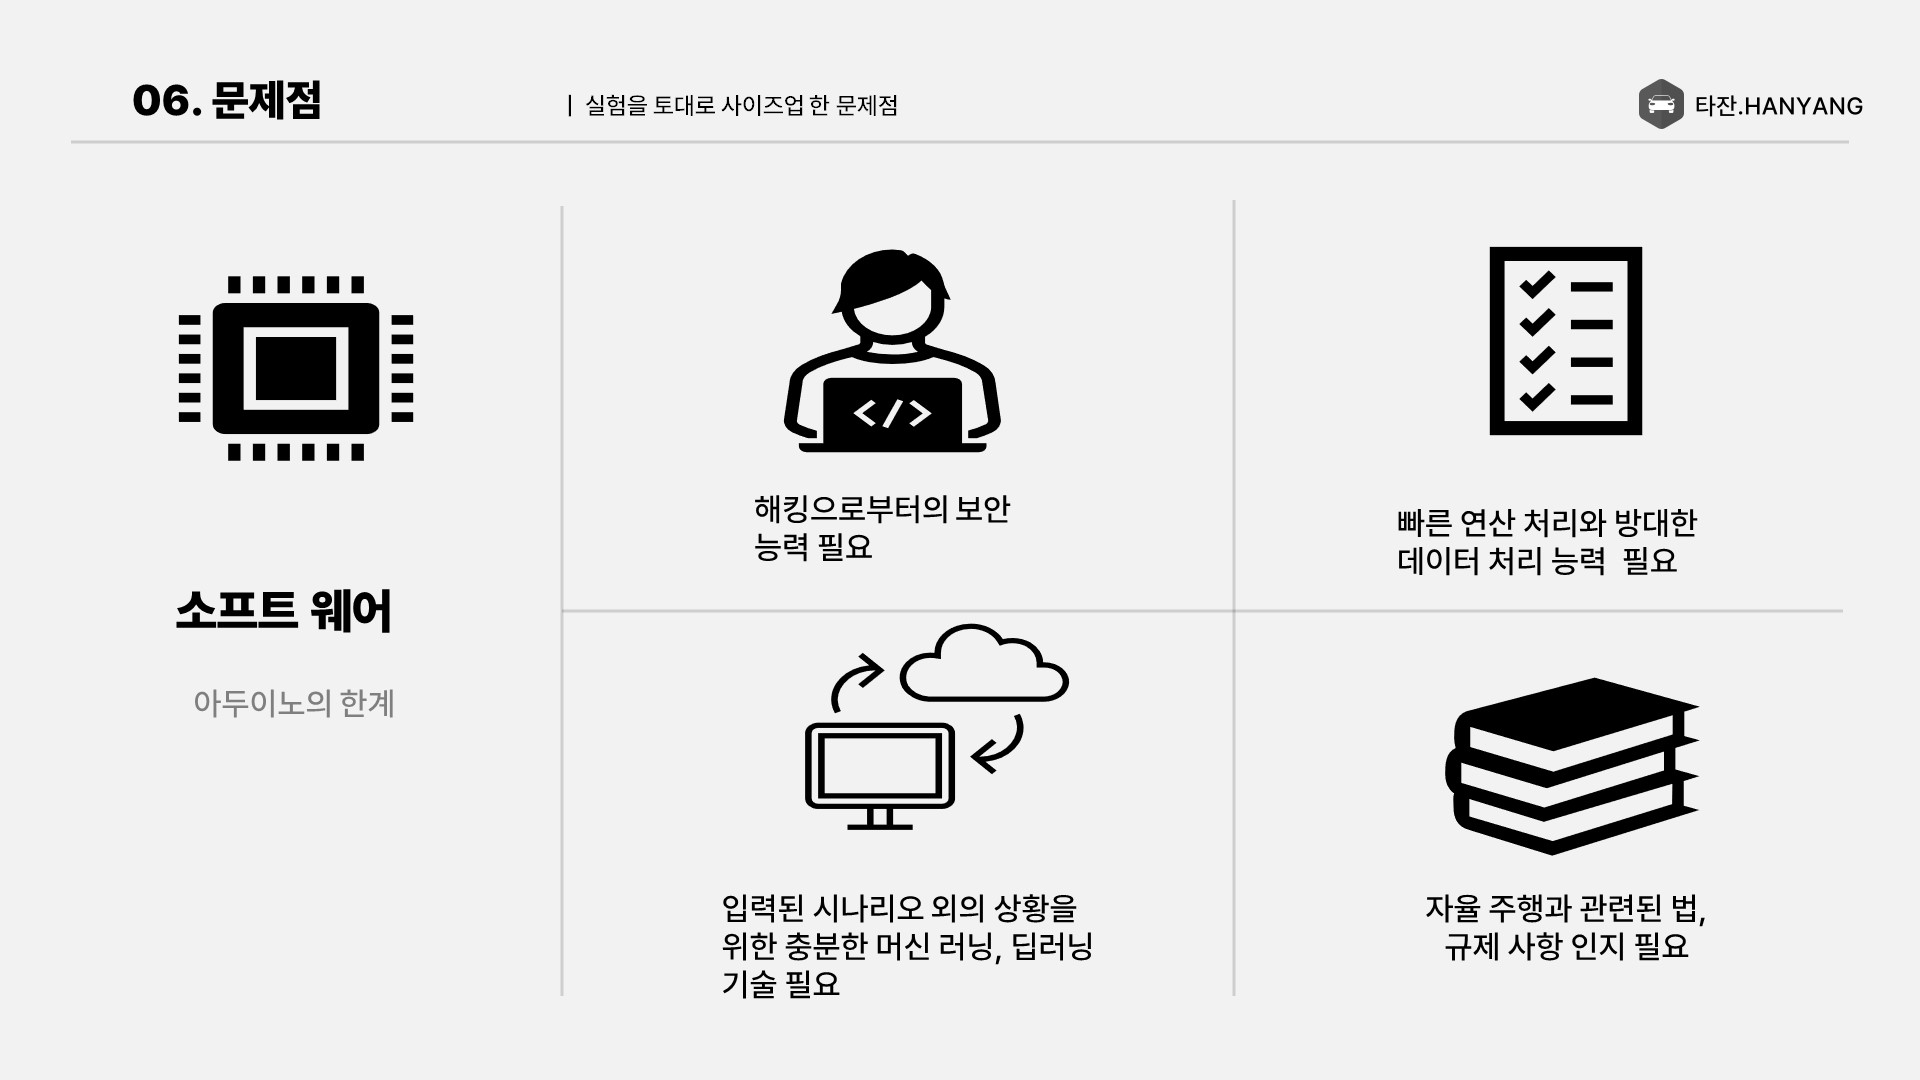 06. 문제점
| 실험을 토대로 사이즈업 한 문제점
타잔.HANYANG
소프트 웨어
아두이노의 한계
</>
해킹으로부터의 보안
능력 필요
빠른 연산 처리와 방대한
데이터 처리 능력 필요
입력된 시나리오 외의 상황을
위한 충분한 머신 러닝, 딥러닝
기술 필요
자율 주행과 관련된 법,
규제 사항 인지 필요